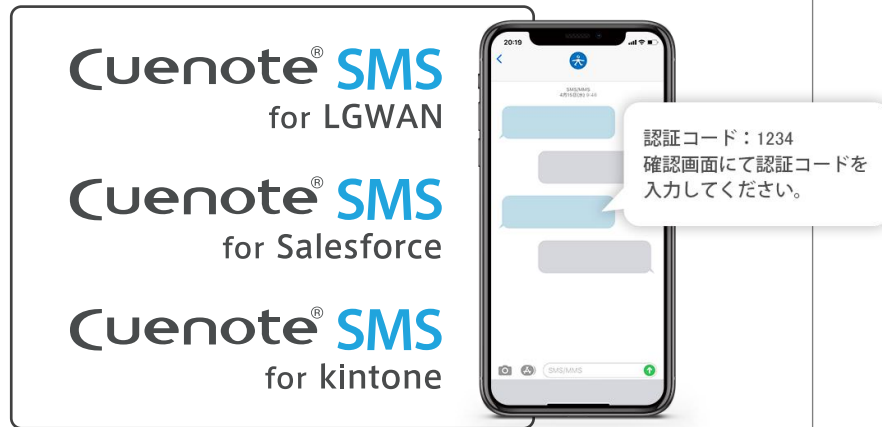 Cuenote® SMS
for LGWAN
Cuenote® SMS
for Salesforce
Cuenote® SMS
for kintone
20:19
SMS/MMS
認証コード：1234
確認画面にて認証コードを
入力してください。
SMS/MMS